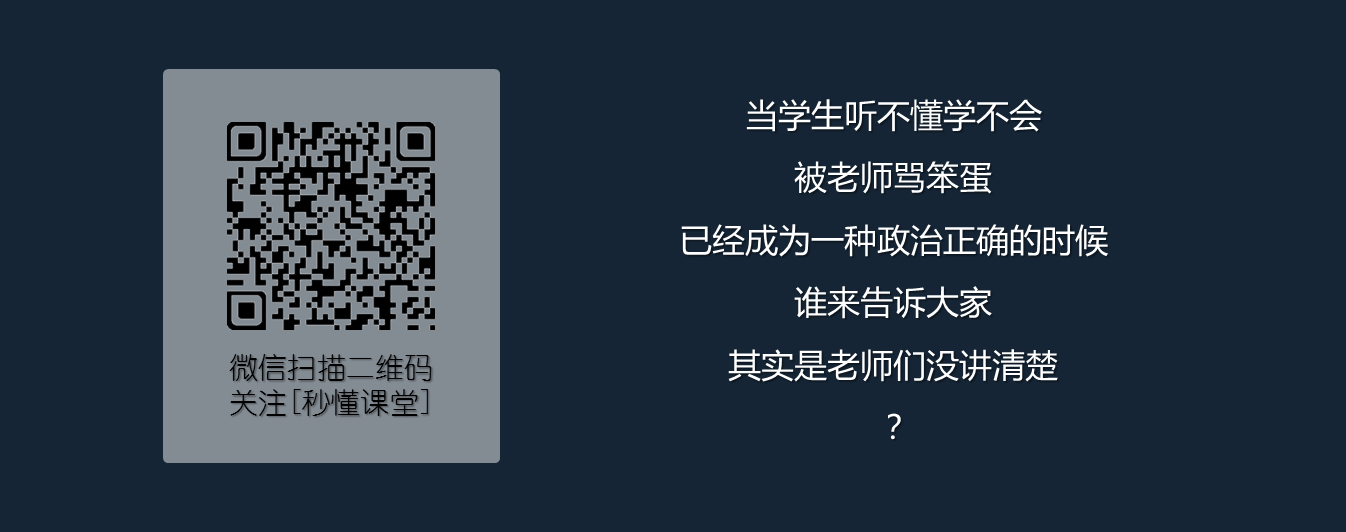 微信扫描二维码
关注[秒懂课堂]
当学生听不懂学不会
被老师骂笨蛋
已经成为一种政治正确的时候
谁来告诉大家
其实是老师们没讲清楚
？